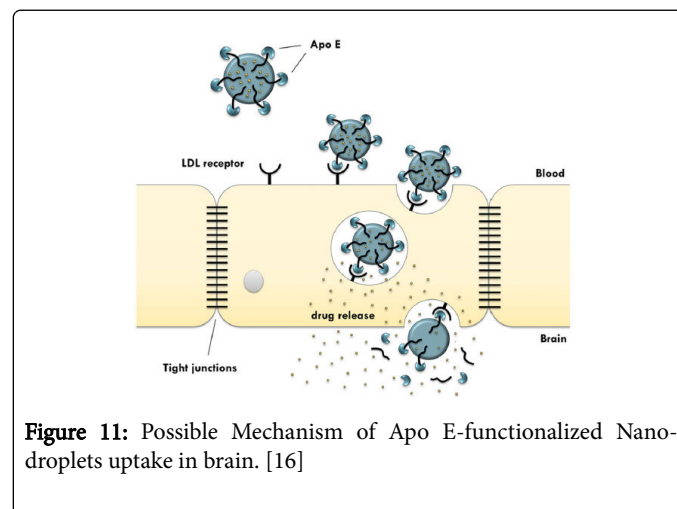 Apo E
LDL receptor
Blood
drug release
Brain
Tight junctions
Figure 11: Possible Mechanism of Apo E-functionalized Nano-
droplets uptake in brain. [16]